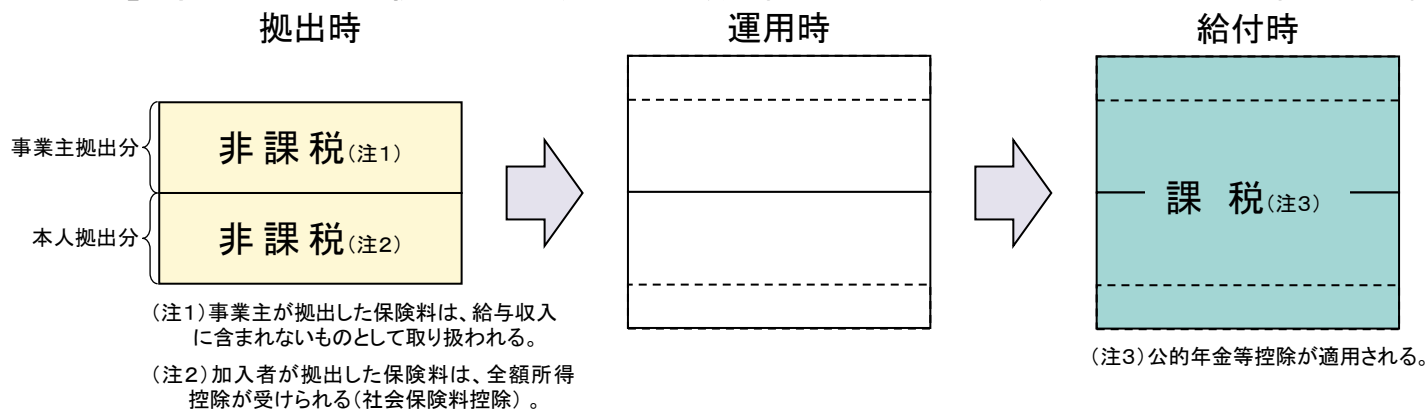 拠出時
運用時
給付時
事業主拠出分
非課税(注1)
本人拠出分
非課税(注2)
課 税(注3)
(注1)事業主が拠出した保険料は、給与収入
に含まれないものとして取り扱われる。
(注2)加入者が拠出した保険料は、全額所得
控除が受けられる(社会保険料控除) 。
(注3)公的年金等控除が適用される。